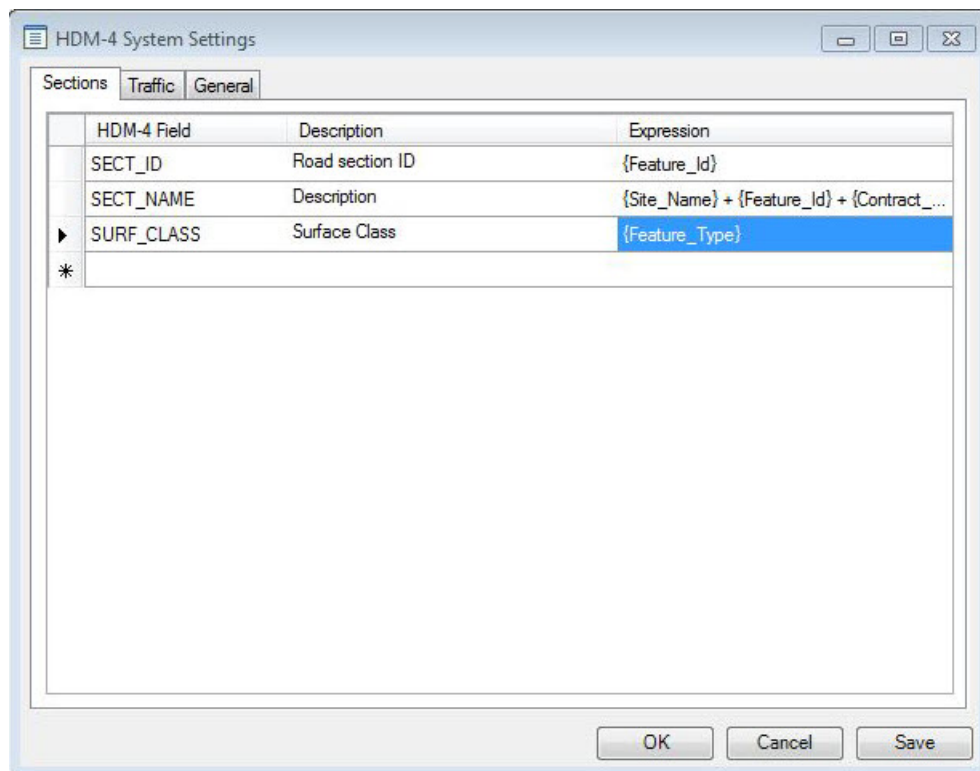 HDM-4 System Settings
Sections Traffic General
HDM-4 Field Description Expression
SECT_ID Road section ID {Feature_Id}
SECT_NAME Description {Site_Name} + {Feature_Id} + {Contract_...
SURF_CLASS Surface Class {Feature_Type}
OK Cancel Save